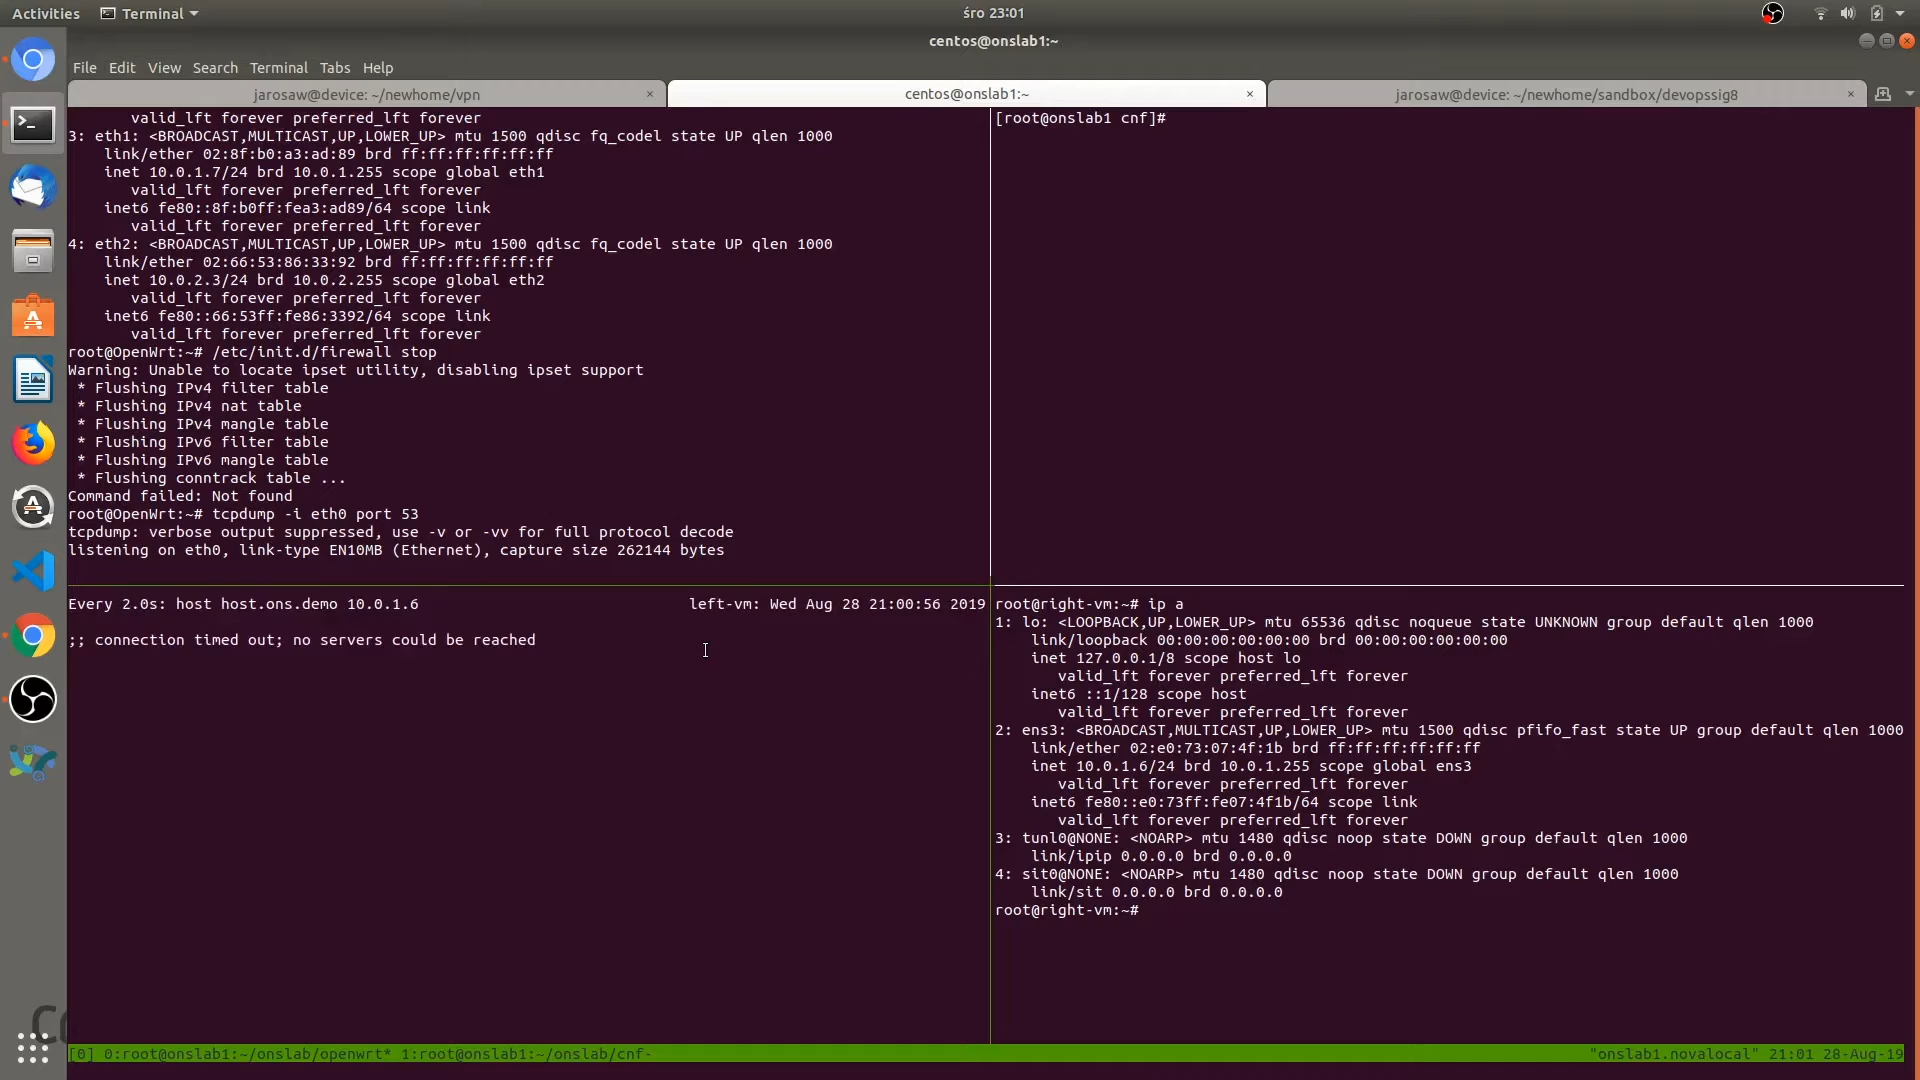 Activities Terminal śro 23:01
centos@onslab1:~
File Edit View Search Terminal Tabs Help
jarosaw@device: ~/newhome/vpn × centos@onslab1:~ × jarosaw@device: ~/newhome/sandbox/devopssig8 ×
valid_lft forever preferred_lft forever
3: eth1: <BROADCAST,MULTICAST,UP,LOWER_UP> mtu 1500 qdisc fq_codel state UP qlen 1000
link/ether 02:8f:b0:a3:ad:89 brd ff:ff:ff:ff:ff:ff
inet 10.0.1.7/24 brd 10.0.1.255 scope global eth1
valid_lft forever preferred_lft forever
inet6 fe80::8f:b0ff:fea3:ad89/64 scope link
valid_lft forever preferred_lft forever
4: eth2: <BROADCAST,MULTICAST,UP,LOWER_UP> mtu 1500 qdisc fq_codel state UP qlen 1000
link/ether 02:66:53:86:33:92 brd ff:ff:ff:ff:ff:ff
inet 10.0.2.3/24 brd 10.0.2.255 scope global eth2
valid_lft forever preferred_lft forever
inet6 fe80::66:53ff:fe86:3392/64 scope link
valid_lft forever preferred_lft forever
root@OpenWrt:~# /etc/init.d/firewall stop
Warning: Unable to locate ipset utility, disabling ipset support
* Flushing IPv4 filter table
* Flushing IPv4 nat table
* Flushing IPv4 mangle table
* Flushing IPv6 filter table
* Flushing IPv6 mangle table
* Flushing conntrack table ...
Command failed: Not found
root@OpenWrt:~# tcpdump -i eth0 port 53
tcpdump: verbose output suppressed, use -v or -vv for full protocol decode
listening on eth0, link-type EN10MB (Ethernet), capture size 262144 bytes
[root@onslab1 cnf]#
Every 2.0s: host host.ons.demo 10.0.1.6 left-vm: Wed Aug 28 21:00:56 2019
;; connection timed out; no servers could be reached
root@right-vm:~# ip a
1: lo: <LOOPBACK,UP,LOWER_UP> mtu 65536 qdisc noqueue state UNKNOWN group default qlen 1000
link/loopback 00:00:00:00:00:00 brd 00:00:00:00:00:00
inet 127.0.0.1/8 scope host lo
valid_lft forever preferred_lft forever
inet6 ::1/128 scope host
valid_lft forever preferred_lft forever
2: ens3: <BROADCAST,MULTICAST,UP,LOWER_UP> mtu 1500 qdisc pfifo_fast state UP group default qlen 1000
link/ether 02:e0:73:07:4f:1b brd ff:ff:ff:ff:ff:ff
inet 10.0.1.6/24 brd 10.0.1.255 scope global ens3
valid_lft forever preferred_lft forever
inet6 fe80::e0:73ff:fe07:4f1b/64 scope link
valid_lft forever preferred_lft forever
3: tunl0@NONE: <NOARP> mtu 1480 qdisc noop state DOWN group default qlen 1000
link/ipip 0.0.0.0 brd 0.0.0.0
4: sit0@NONE: <NOARP> mtu 1480 qdisc noop state DOWN group default qlen 1000
link/sit 0.0.0.0 brd 0.0.0.0
root@right-vm:~#
[0] 0:root@onslab1:~/onslab/openwrt* 1:root@onslab1:~/onslab/cnf- "onslab1.novalocal" 21:01 28-Aug-19